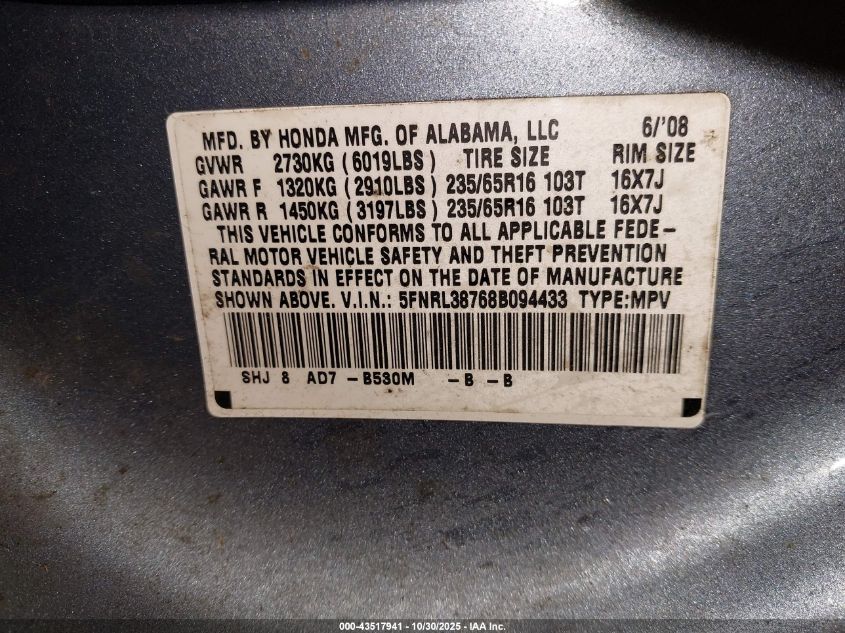 MFD. BY HONDA MFG. OF ALABAMA, LLC 6/'08
GVWR 2730KG (6019LBS) TIRE SIZE RIM SIZE
GAWR F 1320KG (2910LBS) 235/65R16 103T 16X7J
GAWR R 1450KG (3197LBS) 235/65R16 103T 16X7J
THIS VEHICLE CONFORMS TO ALL APPLICABLE FEDE-
RAL MOTOR VEHICLE SAFETY AND THEFT PREVENTION
STANDARDS IN EFFECT ON THE DATE OF MANUFACTURE
SHOWN ABOVE. V.I.N.: 5FNRL38768B094433 TYPE:MPV
SHJ 8 AD7 -B530M -B -B
000-43517941 - 10/30/2025 - IAA Inc.